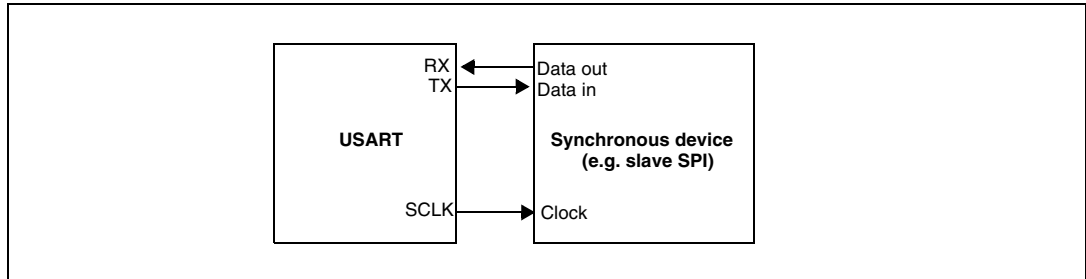 RX
TX
USART
SCLK
Data out
Data in
Synchronous device
(e.g. slave SPI)
Clock